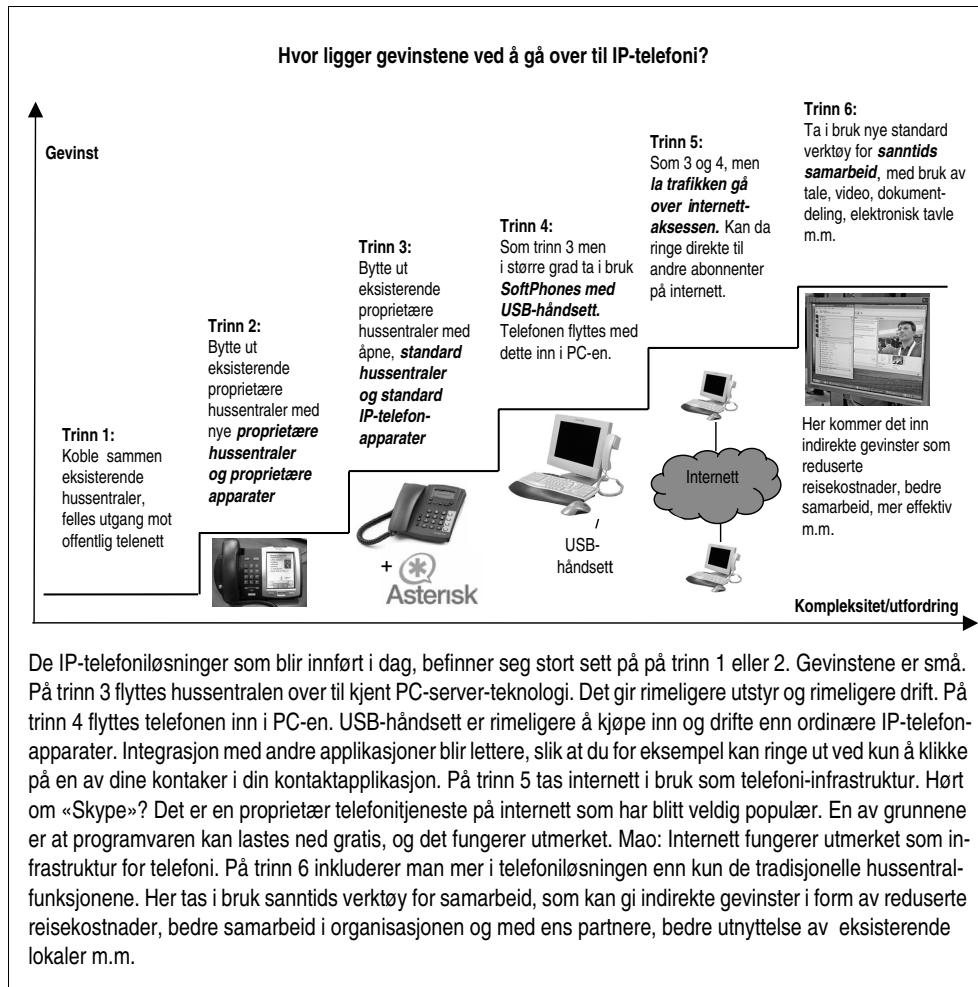 Hvor ligger gevinstene ved å gå over til IP-telefoni?
Gevinst
Trinn 1:
Koble sammen
eksisterende
hussentraler,
felles utgang mot
offentlig telenett
Trinn 2:
Bytte ut
eksisterende
proprietære
hussentraler med
nye proprietære
hussentraler
og proprietære
apparater
Trinn 3:
Bytte ut
eksisterende
proprietære
hussentraler med
åpne, standard
hussentraler
og standard
IP-telefon-
apparater
+
Asterisk
Trinn 4:
Som trinn 3 men
i større grad ta i bruk
SoftPhones med
USB-håndsett.
Telefonen flyttes med
dette inn i PC-en.
USB-
håndsett
Trinn 5:
Som 3 og 4, men
la trafikken gå
over internett-
aksessen. Kan da
ringe direkte til
andre abonnenter
på internett.
Internett
Trinn 6:
Ta i bruk nye standard
verktøy for sanntids
samarbeid, med bruk av
tale, video, dokument-
deling, elektronisk tavle
m.m.
Her kommer det inn
indirekte gevinster som
reduserte
reisekostnader, bedre
samarbeid, mer effektiv
m.m.
Kompleksitet/utfordring
De IP-telefoniløsninger som blir innført i dag, befinner seg stort sett på på trinn 1 eller 2. Gevinstene er små.
På trinn 3 flyttes hussentralen over til kjent PC-server-teknologi. Det gir rimeligere utstyr og rimeligere drift. På
trinn 4 flyttes telefonen inn i PC-en. USB-håndsett er rimeligere å kjøpe inn og drifte enn ordinære IP-telefon-
apparater. Integrasjon med andre applikasjoner blir lettere, slik at du for eksempel kan ringe ut ved kun å klikke
på en av dine kontaker i din kontaktapplikasjon. På trinn 5 tas internett i bruk som telefoni-infrastruktur. Hørt
om «Skype»? Det er en proprietær telefonitjeneste på internett som har blitt veldig populær. En av grunnene
er at programvaren kan lastes ned gratis, og det fungerer utmerket. Mao: Internett fungerer utmerket som in-
frastruktur for telefoni. På trinn 6 inkluderer man mer i telefoniløsningen enn kun de tradisjonelle hussentral-
funksjonene. Her tas i bruk sanntids verktøy for samarbeid, som kan gi indirekte gevinster i form av reduserte
reisekostnader, bedre samarbeid i organisasjonen og med ens partnere, bedre utnyttelse av eksisterende
lokaler m.m.